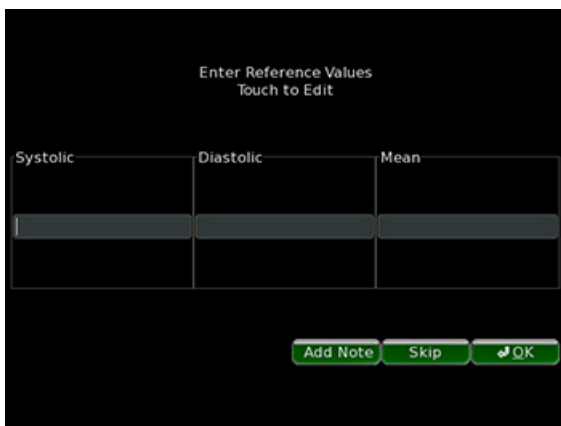 Enter Reference Values
Touch to Edit
Systolic Diastolic Mean
Add Note Skip OK